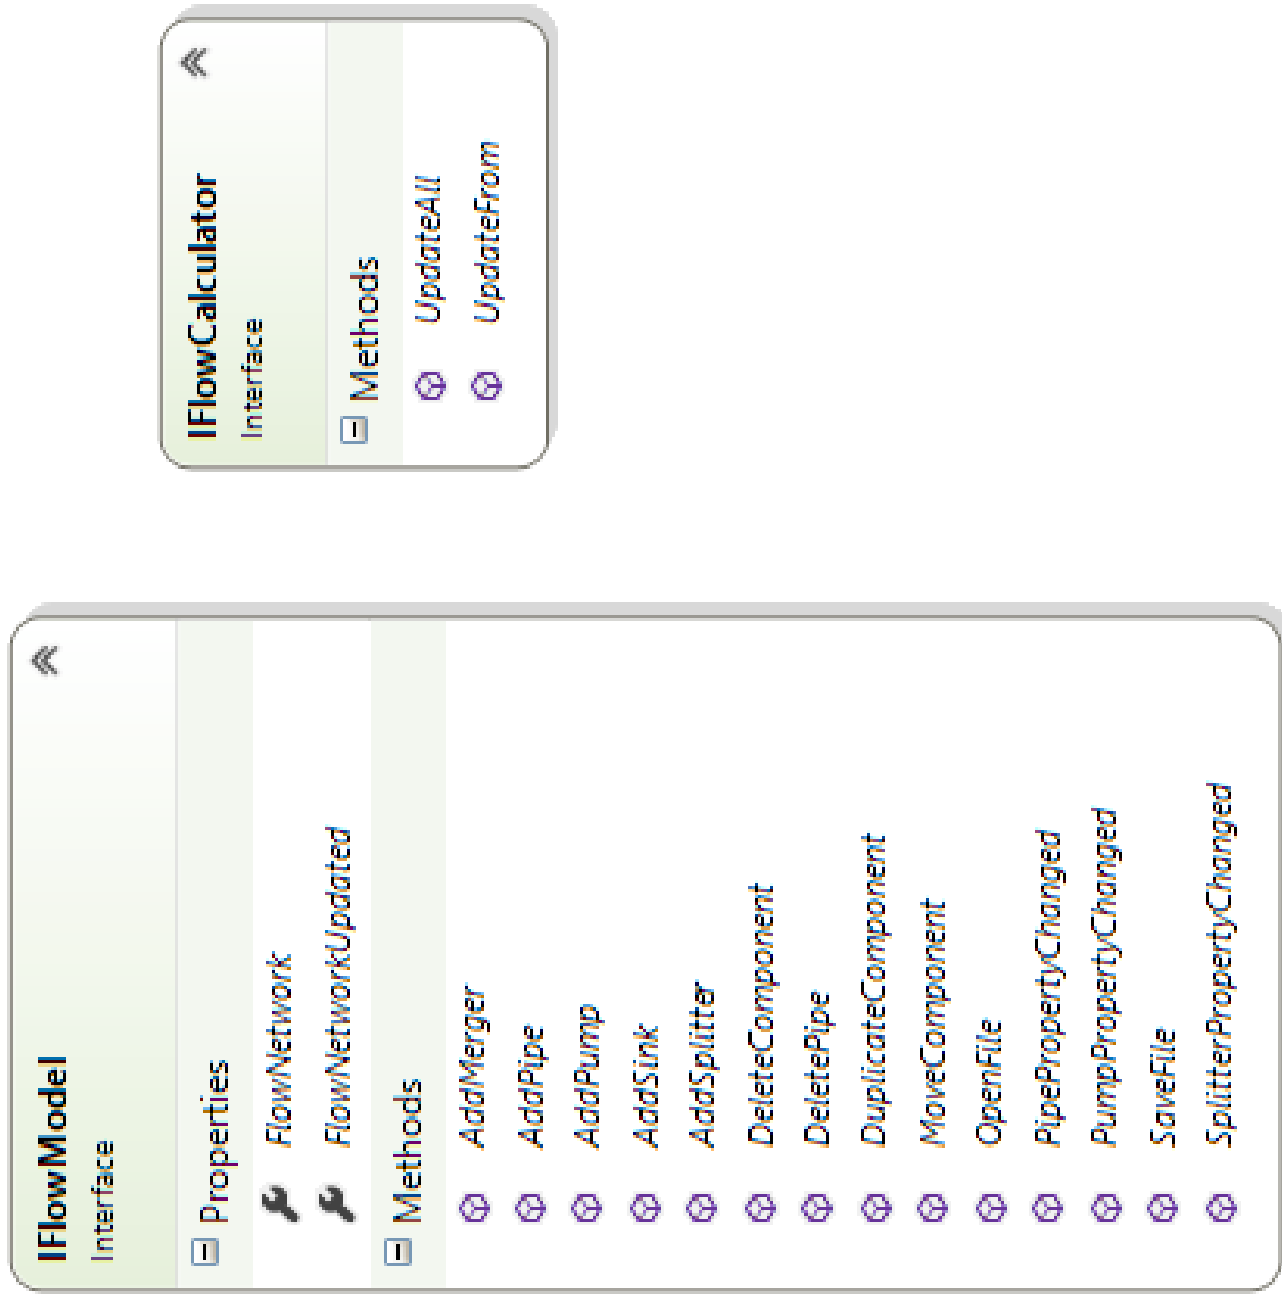 IFlowModel
Interface
Properties
FlowNetwork
FlowNetworkUpdated
Methods
AddMerger
AddPipe
AddPump
AddSink
AddSplitter
DeleteComponent
DeletePipe
DuplicateComponent
MoveComponent
OpenFile
PipePropertyChanged
PumpPropertyChanged
SaveFile
SplitterPropertyChanged
IFlowCalculator
Interface
Methods
UpdateAll
UpdateFrom